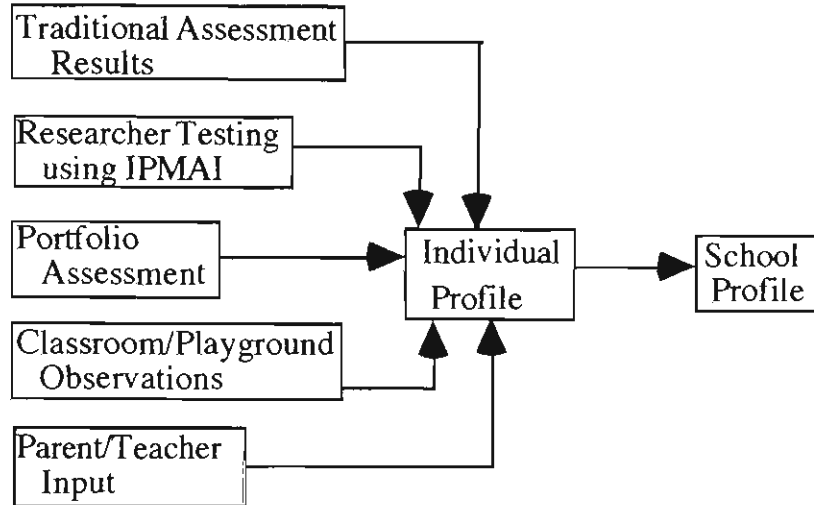 Traditional Assessment
Results
Researcher Testing
using IPMAI
Portfolio
Assessment
Classroom/Playground
Observations
Parent/Teacher
Input
Individual
Profile
School
Profile